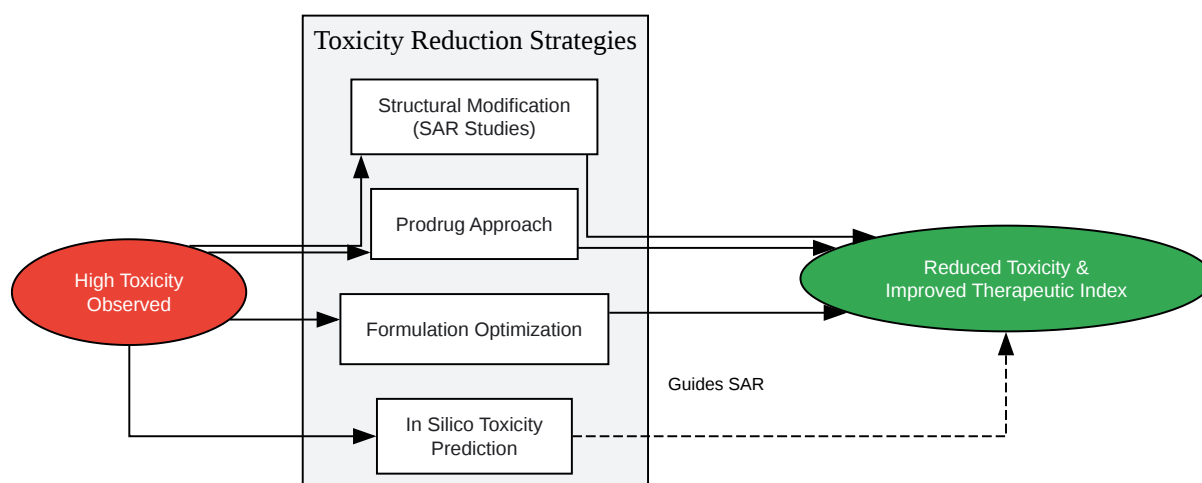 Toxicity Reduction Strategies
Structural Modification
(SAR Studies)
Prodrug Approach
High Toxicity
Observed
Reduced Toxicity &
Improved Therapeutic Index
Formulation Optimization
Guides SAR
In Silico Toxicity
Prediction